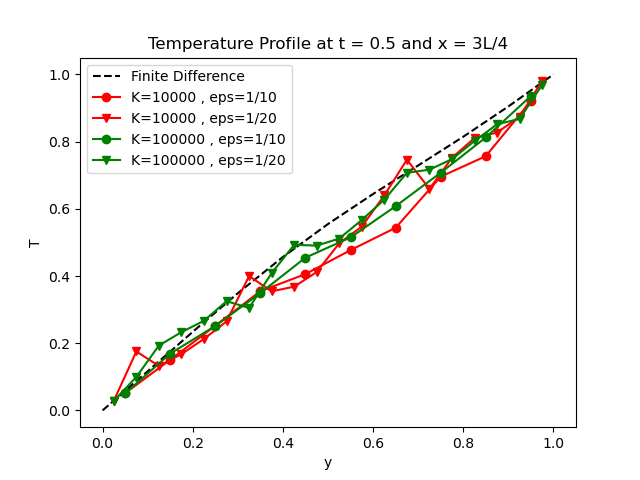 Temperature Profile at t = 0.5 and x = 3L/4
Finite Difference
K=10000 , eps=1/10
K=10000 , eps=1/20
K=100000 , eps=1/10
K=100000 , eps=1/20
1.0
0.8
0.6
0.4
0.2
0.0
T
0.0 0.2 0.4 0.6 0.8 1.0
y